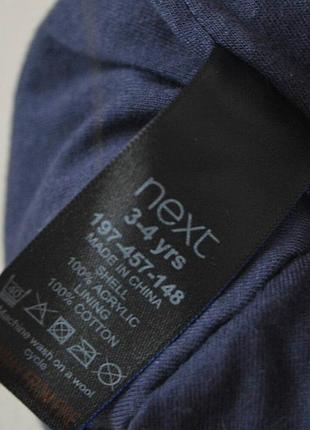 next
3-4 yrs
197-457-148
MADE IN CHINA
SHELL
100% ACRYLIC
LINING
100% COTTON
Machine wash on a wool
cycle